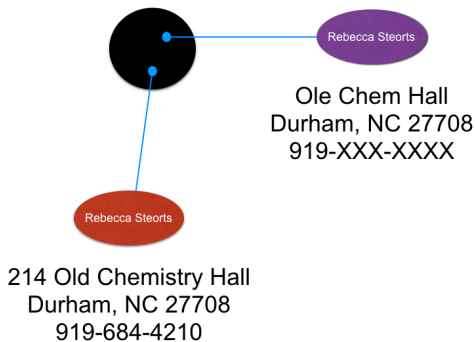 Rebecca Steorts
Ole Chem Hall
Durham, NC 27708
919-XXX-XXXX
Rebecca Steorts
214 Old Chemistry Hall
Durham, NC 27708
919-684-4210